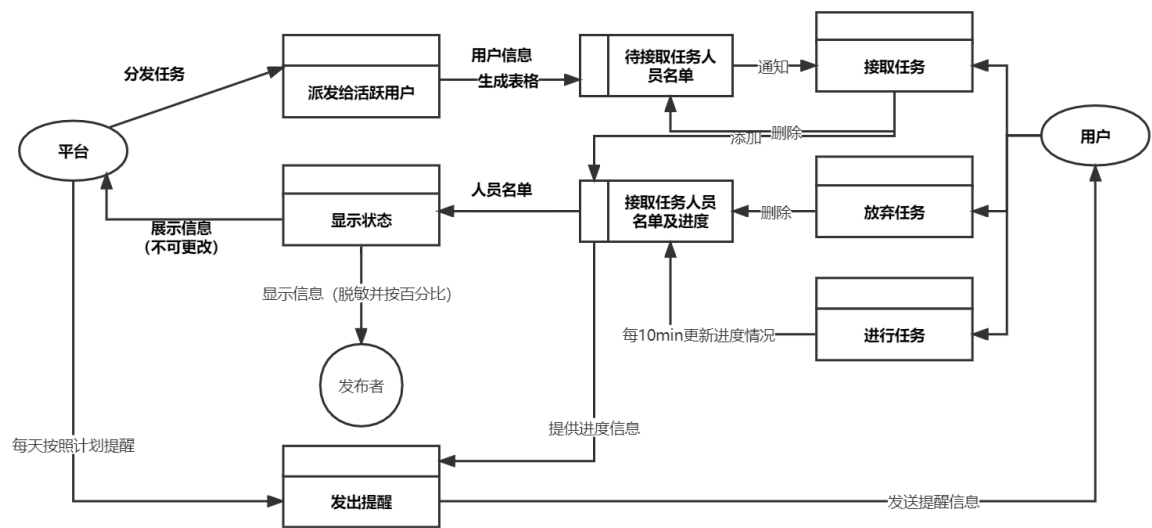 分发任务
派发给活跃用户
用户信息
生成表格
待接取任务人
员名单
通知
接取任务
平台
添加
删除
用户
人员名单
接取任务人员
名单及进度
删除
放弃任务
展示信息
（不可更改）
显示状态
显示信息（脱敏并按百分比）
每10min更新进度情况
进行任务
发布者
提供进度信息
每天按照计划提醒
发出提醒
发送提醒信息